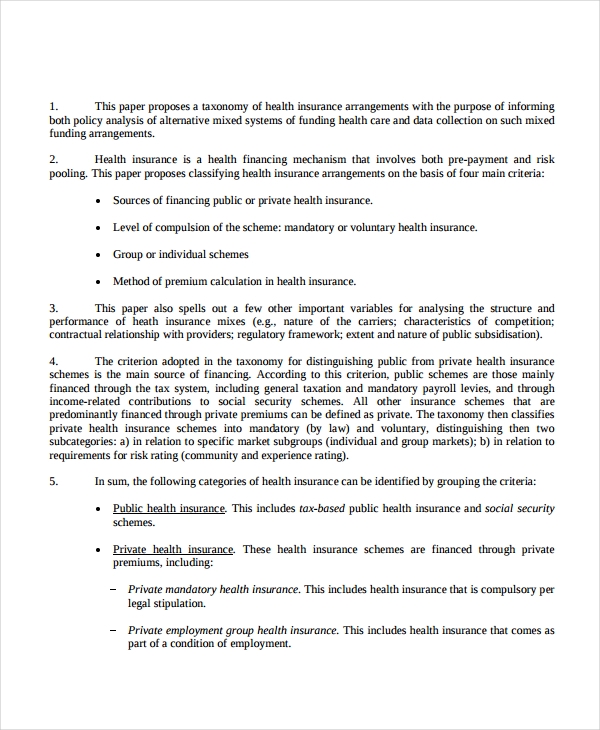 1. This paper proposes a taxonomy of health insurance arrangements with the purpose of informing
both policy analysis of alternative mixed systems of funding health care and data collection on such mixed
funding arrangements.
2. Health insurance is a health financing mechanism that involves both pre-payment and risk
pooling. This paper proposes classifying health insurance arrangements on the basis of four main criteria:
• Sources of financing public or private health insurance.
• Level of compulsion of the scheme: mandatory or voluntary health insurance.
• Group or individual schemes
• Method of premium calculation in health insurance.
3. This paper also spells out a few other important variables for analysing the structure and
performance of heath insurance mixes (e.g., nature of the carriers; characteristics of competition;
contractual relationship with providers; regulatory framework; extent and nature of public subsidisation).
4. The criterion adopted in the taxonomy for distinguishing public from private health insurance
schemes is the main source of financing. According to this criterion, public schemes are those mainly
financed through the tax system, including general taxation and mandatory payroll levies, and through
income-related contributions to social security schemes. All other insurance schemes that are
predominantly financed through private premiums can be defined as private. The taxonomy then classifies
private health insurance schemes into mandatory (by law) and voluntary, distinguishing then two
subcategories: a) in relation to specific market subgroups (individual and group markets); b) in relation to
requirements for risk rating (community and experience rating).
5. In sum, the following categories of health insurance can be identified by grouping the criteria:
• Public health insurance. This includes tax-based public health insurance and social security
schemes.
• Private health insurance. These health insurance schemes are financed through private
premiums, including:
− Private mandatory health insurance. This includes health insurance that is compulsory per
legal stipulation.
− Private employment group health insurance. This includes health insurance that comes as
part of a condition of employment.